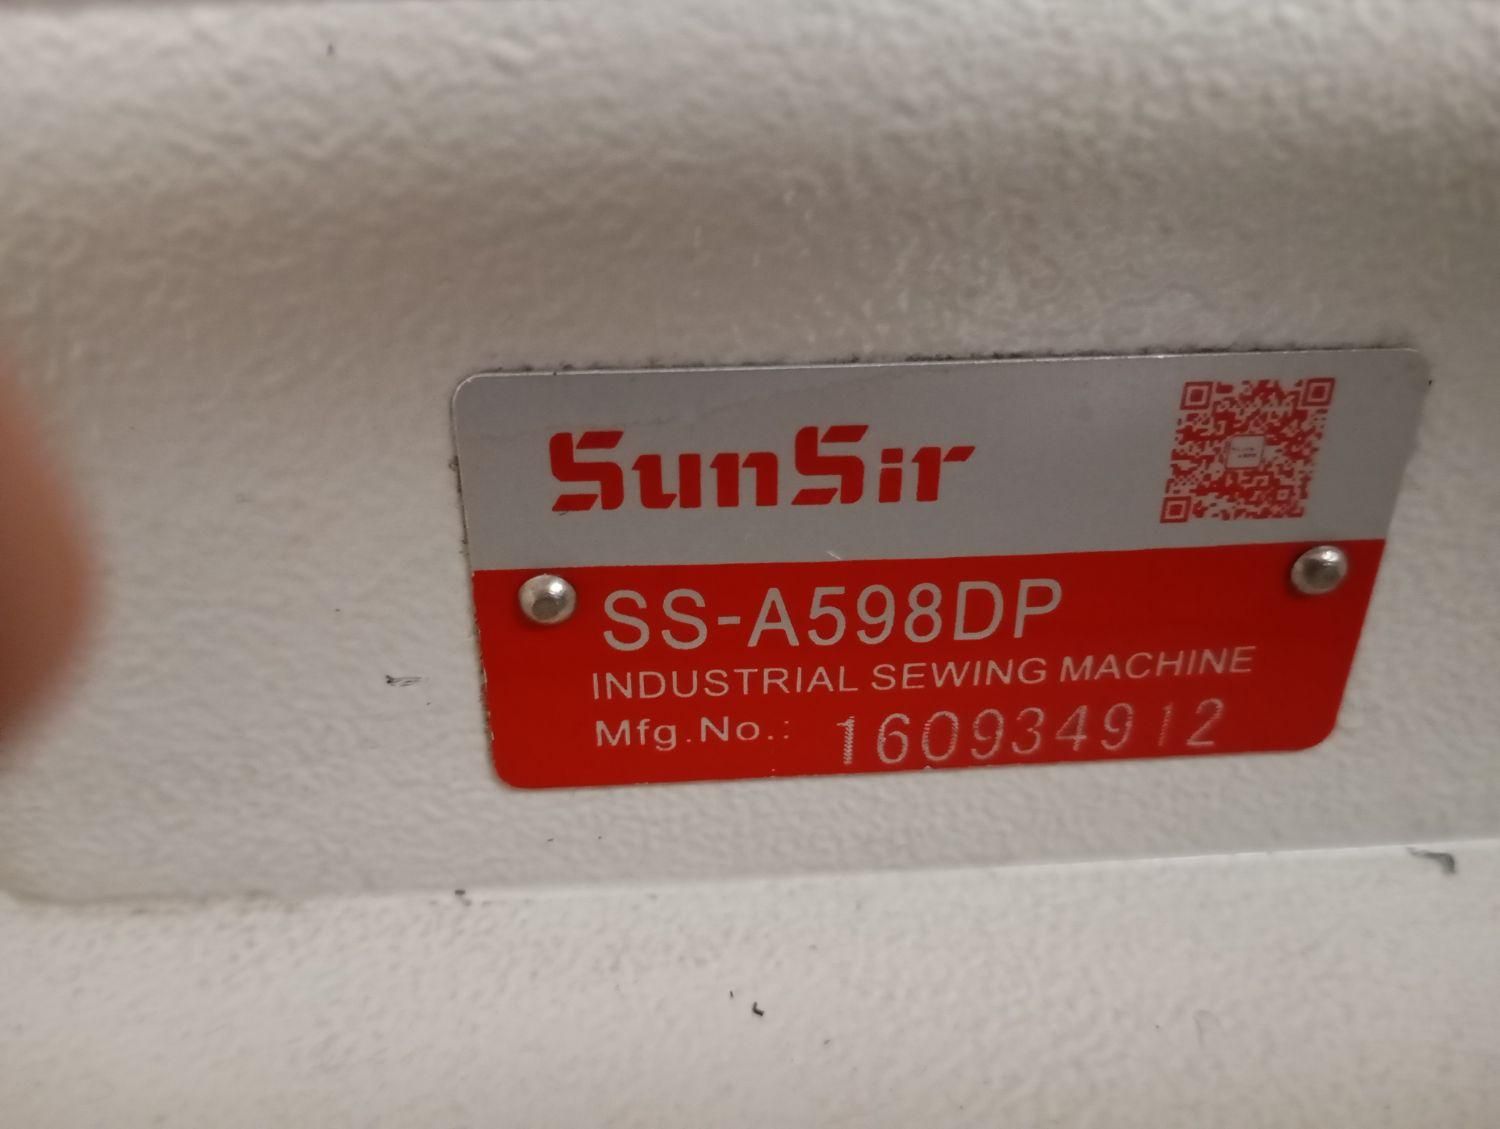 SunSir
SS-A598DP
INDUSTRIAL SEWING MACHINE
Mfg.No.: 160934912